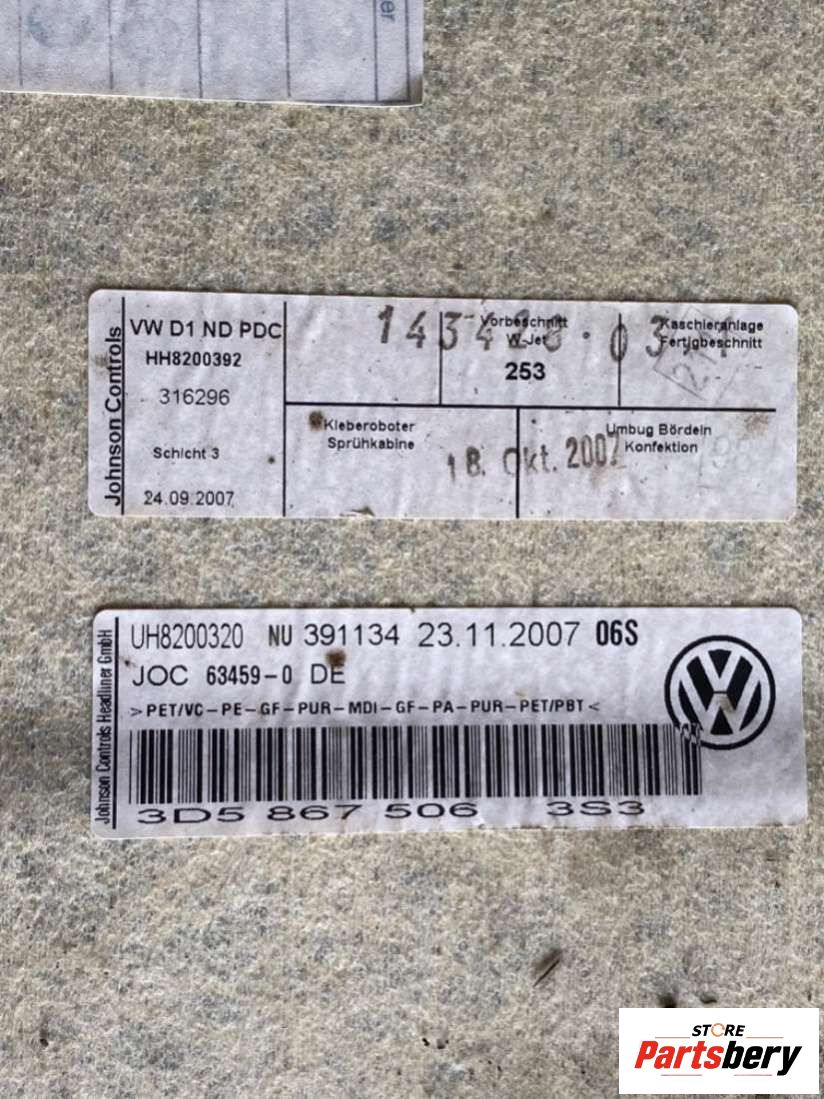 er
Johnson Controls
VW D1 ND PDC
HH8200392
316296
Schicht 3
24.09.2007
Vorbeschnitt
W-Jet
253
Kaschieranlage
Fertigbeschnitt
Kleberoboter
Sprühkabine
18. Okt. 2007
Umbug Bördeln
Konfektion
Johnson Controls Headliner GmbH
UH8200320 NU 391134 23.11.2007 06S
JOC 63459-0 DE
>PET/VC-PE-GF-PUR-MDI-GF-PA-PUR-PET/PBT<
3D5 867 506 3S3
STORE
Partsbery